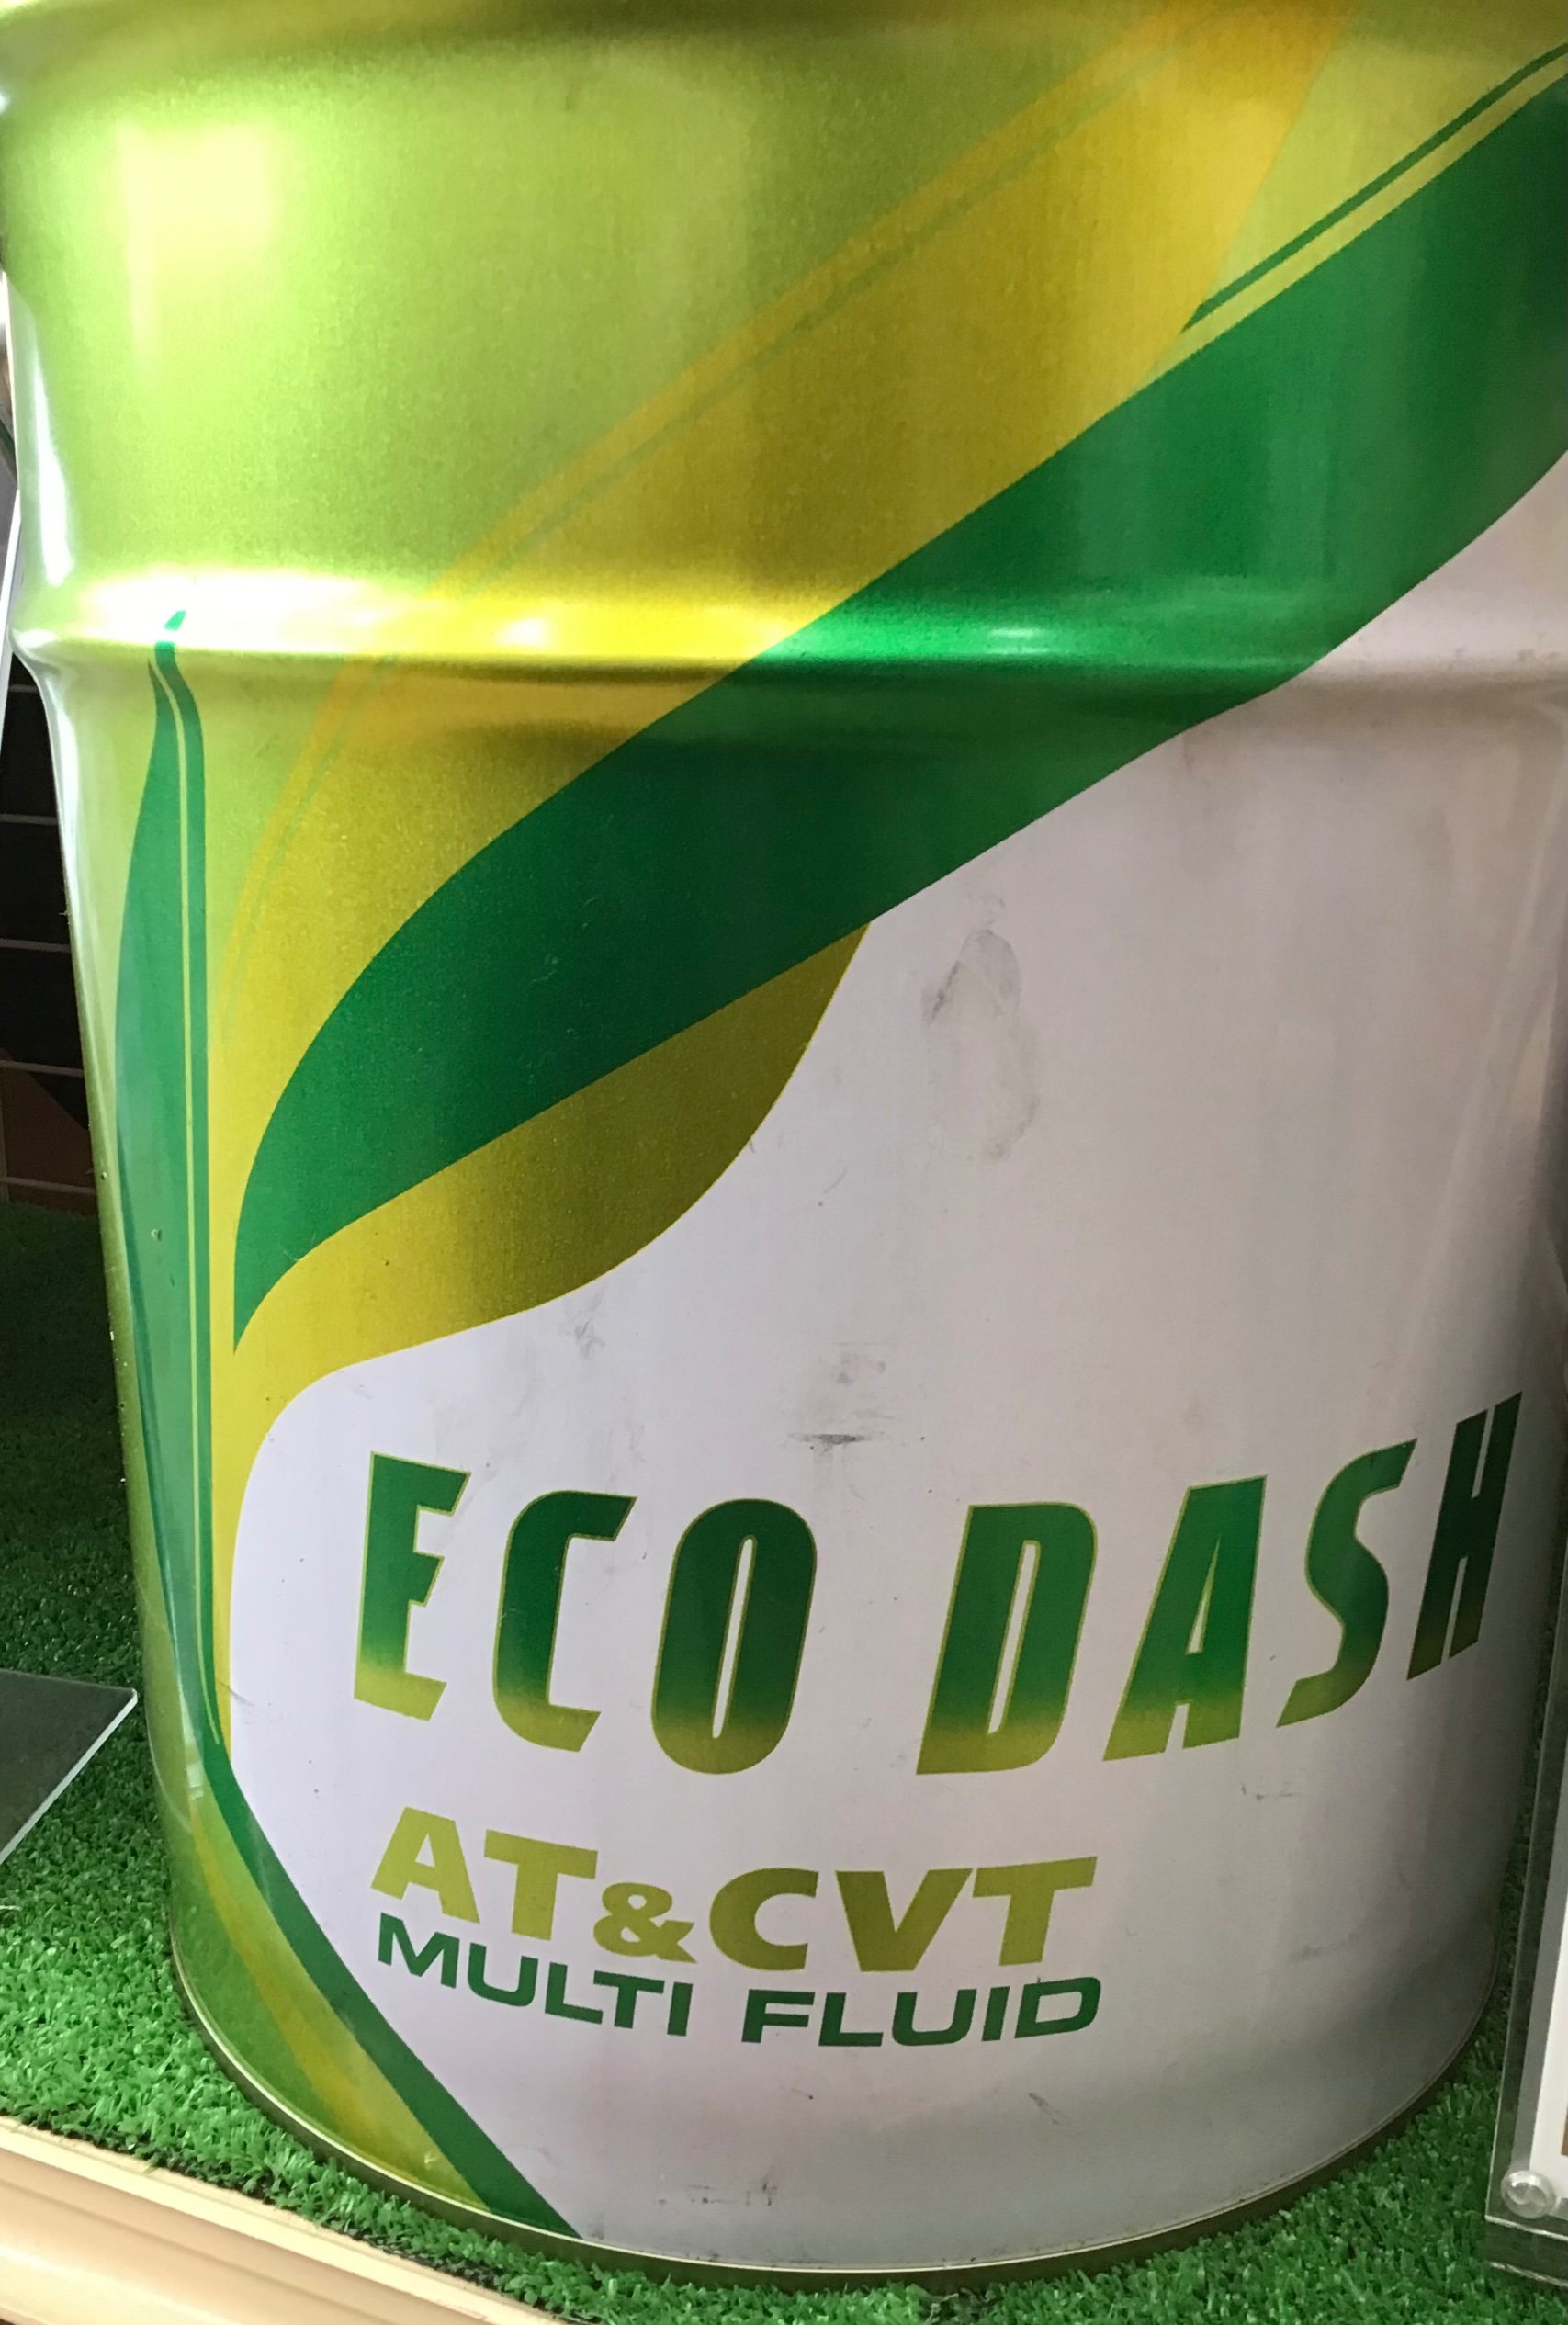 ECO DASH
AT&CVT
MULTI FLUID